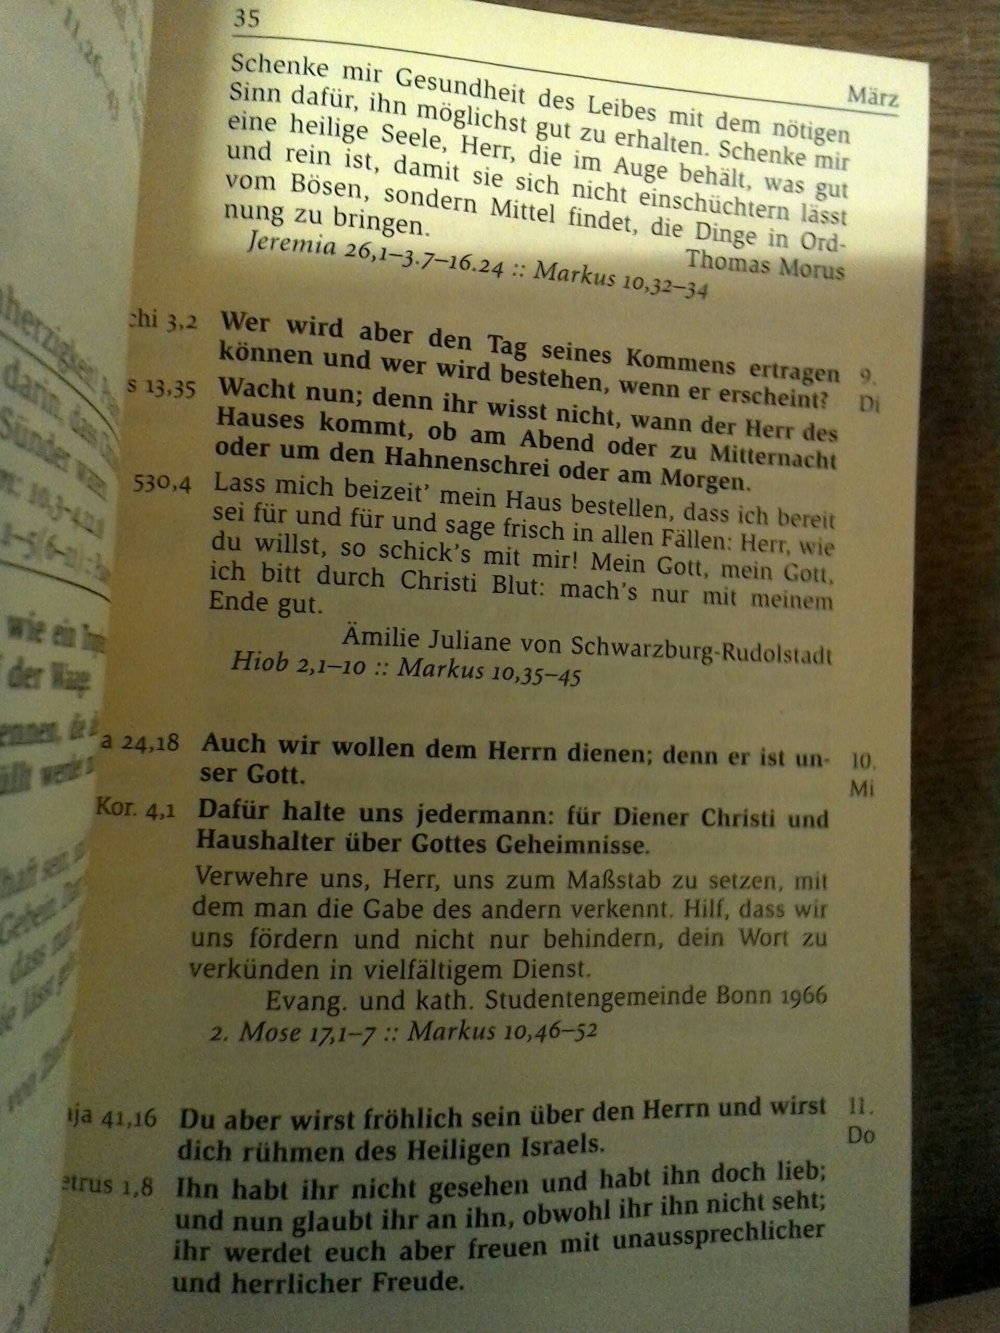 35
März
Schenke mir Gesundheit des Leibes mit dem nötigen
Sinn dafür, ihn möglichst gut zu erhalten. Schenke mir
eine heilige Seele, Herr, die im Auge behält, was gut
und rein ist, damit sie sich nicht einschüchtern lässt
vom Bösen, sondern Mittel findet, die Dinge in Ord-
nung zu bringen.
Thomas Morus
Jeremia 26,1–3.7–16.24 :: Markus 10,32–34
chi 3,2 Wer wird aber den Tag seines Kommens ertragen 9.
können und wer wird bestehen, wenn er erscheint? Di
s 13,35 Wacht nun; denn ihr wisst nicht, wann der Herr des
Hauses kommt, ob am Abend oder zu Mitternacht
oder um den Hahnenschrei oder am Morgen.
530,4 Lass mich beizeit’ mein Haus bestellen, dass ich bereit
sei für und für und sage frisch in allen Fällen: Herr, wie
du willst, so schick’s mit mir! Mein Gott, mein Gott,
ich bitt durch Christi Blut: mach’s nur mit meinem
Ende gut.
Ämilie Juliane von Schwarzburg-Rudolstadt
Hiob 2,1–10 :: Markus 10,35–45
a 24,18 Auch wir wollen dem Herrn dienen; denn er ist un- 10.
ser Gott. Mi
Kor. 4,1 Dafür halte uns jedermann: für Diener Christi und
Haushalter über Gottes Geheimnisse.
Verwehre uns, Herr, uns zum Maßstab zu setzen, mit
dem man die Gabe des andern verkennt. Hilf, dass wir
uns fördern und nicht nur behindern, dein Wort zu
verkünden in vielfältigem Dienst.
Evang. und kath. Studentengemeinde Bonn 1966
2. Mose 17,1–7 :: Markus 10,46–52
aja 41,16 Du aber wirst fröhlich sein über den Herrn und wirst 11.
dich rühmen des Heiligen Israels. Do
etrus 1,8 Ihn habt ihr nicht gesehen und habt ihn doch lieb;
und nun glaubt ihr an ihn, obwohl ihr ihn nicht seht;
ihr werdet euch aber freuen mit unaussprechlicher
und herrlicher Freude.